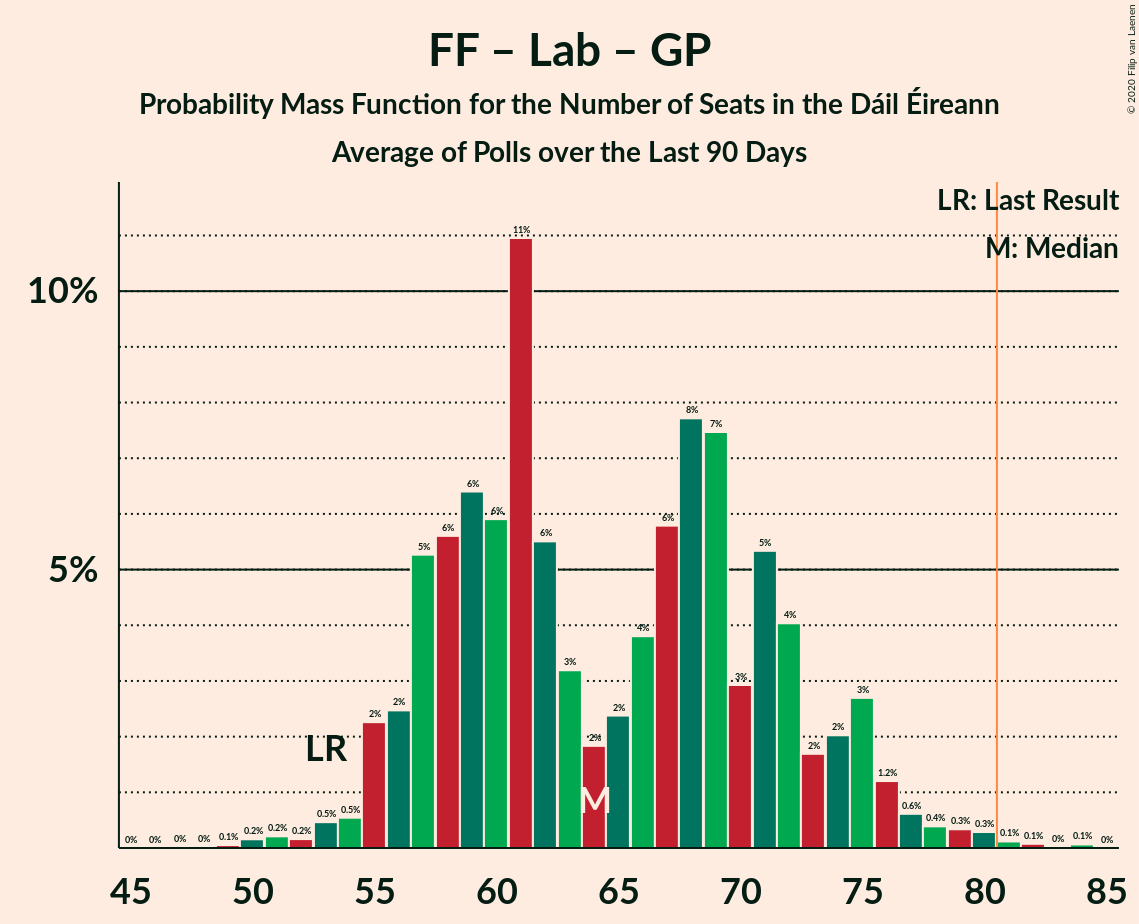 FF – Lab – GP
Probability Mass Function for the Number of Seats in the Dáil Éireann
Average of Polls over the Last 90 Days
© 2020 Filip van Laenen
LR: Last Result
M: Median
10%
5%
0% 0% 0% 0% 0.1% 0.2% 0.2% 0.2% 0.5% 0.5% 2% 2% 5% 6% 6% 6% 11% 6% 3% 2% 2% 4% 6% 8% 7% 3% 5% 4% 2% 2% 3% 1.2% 0.6% 0.4% 0.3% 0.3% 0.1% 0.1% 0% 0.1% 0%
LR
M
45 50 55 60 65 70 75 80 85